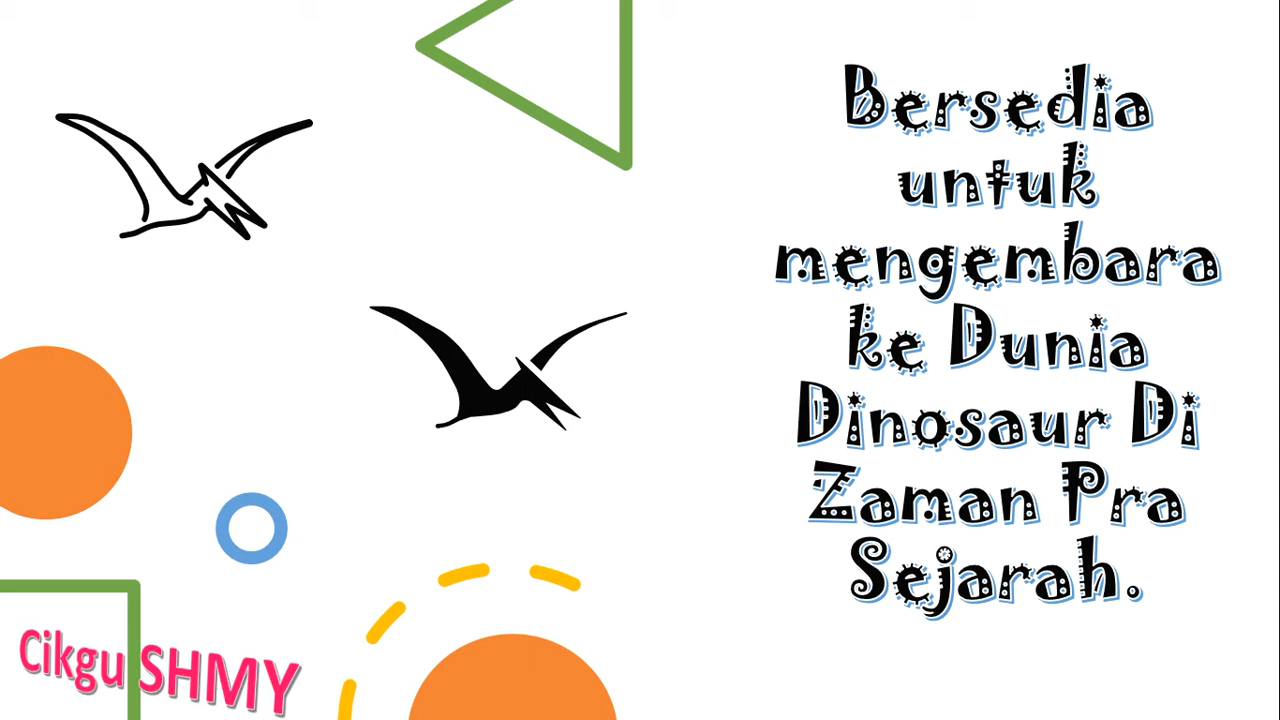 Bersedia
untuk
mengembara
ke Dunia
Dinosaur Di
Zaman Pra
Sejarah.
Cikgu SHMY